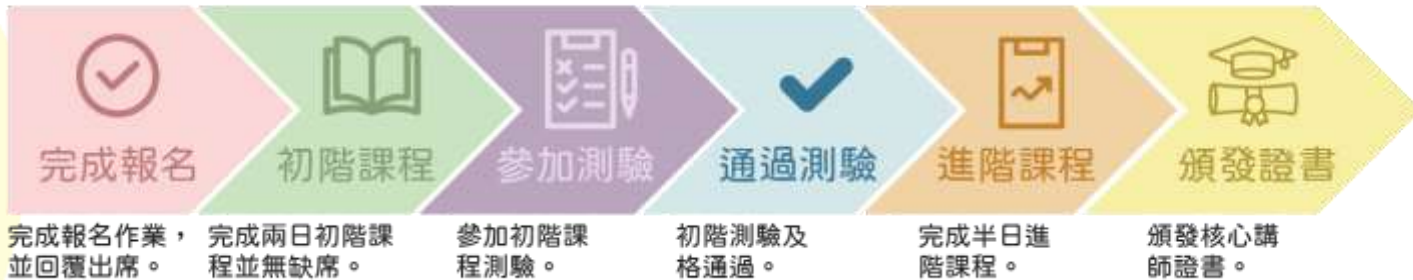 完成報名
初階課程
參加測驗
通過測驗
進階課程
頒發證書
完成報名作業，
並回覆出席。
完成兩日初階課
程並無缺席。
參加初階課
程測驗。
初階測驗及
格通過。
完成半日進
階課程。
頒發核心講
師證書。